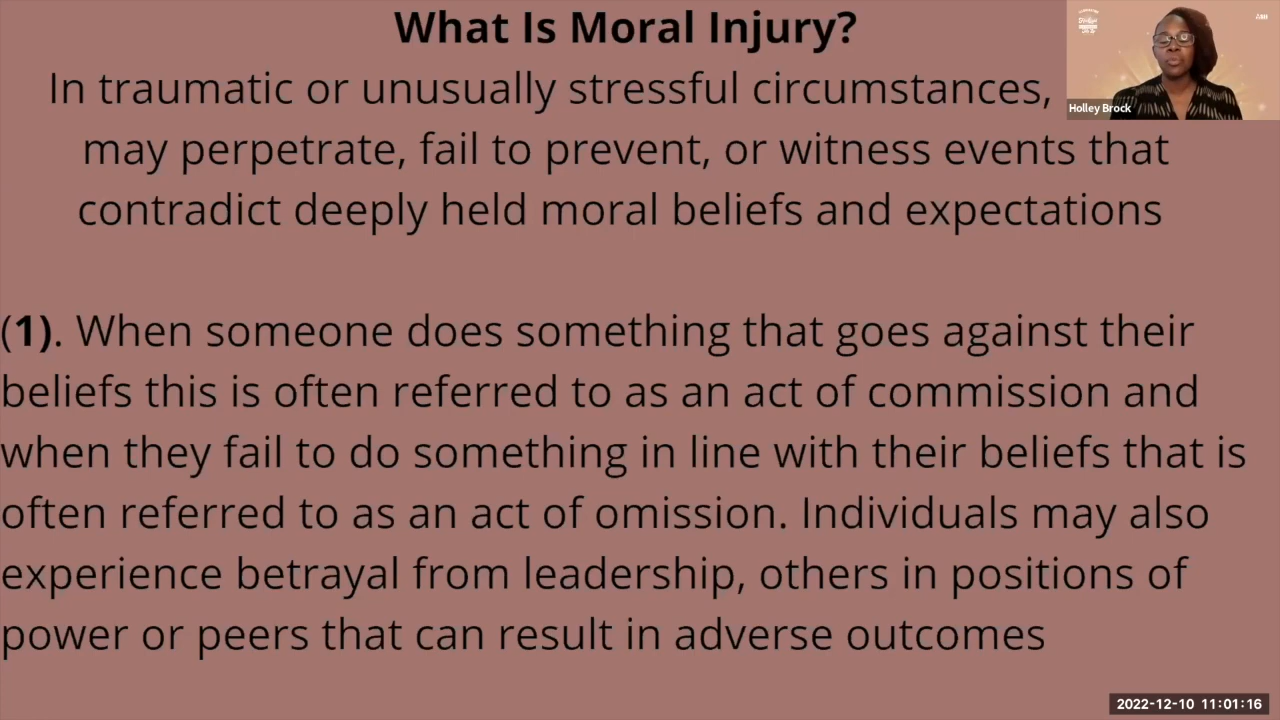 What Is Moral Injury?
In traumatic or unusually stressful circumstances,
may perpetrate, fail to prevent, or witness events that
contradict deeply held moral beliefs and expectations
(1). When someone does something that goes against their
beliefs this is often referred to as an act of commission and
when they fail to do something in line with their beliefs that is
often referred to as an act of omission. Individuals may also
experience betrayal from leadership, others in positions of
power or peers that can result in adverse outcomes
Holley Brock
2022-12-10 11:01:16